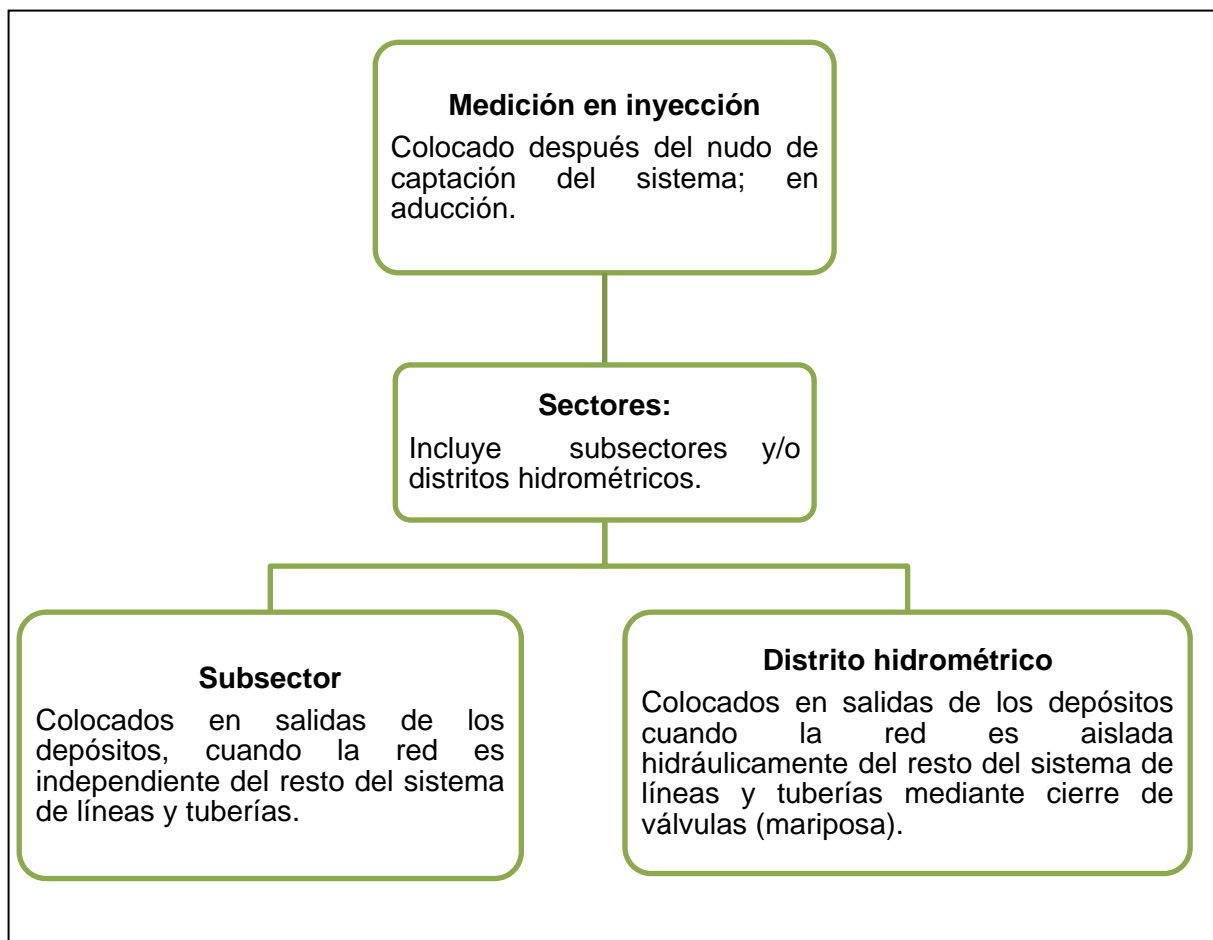 Medición en inyección
Colocado después del nudo de
captación del sistema; en
aducción.
Sectores:
Incluye subsectores y/o
distritos hidrométricos.
Subsector
Colocados en salidas de los
depósitos, cuando la red es
independiente del resto del sistema
de líneas y tuberías.
Distrito hidrométrico
Colocados en salidas de los depósitos
cuando la red es aislada
hidráulicamente del resto del sistema de
líneas y tuberías mediante cierre de
válvulas (mariposa).